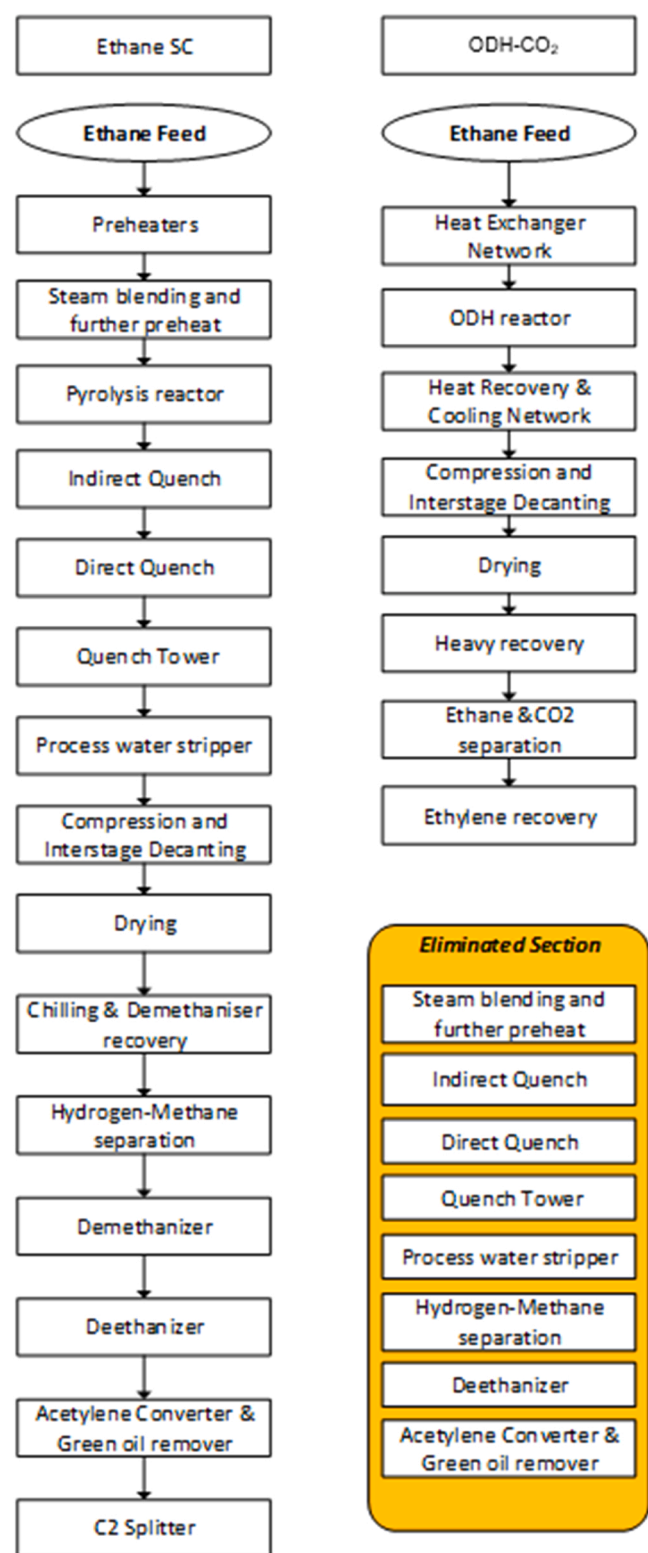 Ethane SC
Ethane Feed
Preheaters
Steam blending and
further preheat
Pyrolysis reactor
Indirect Quench
Direct Quench
Quench Tower
Process water stripper
Compression and
Interstage Decanting
Drying
Chilling & Demethaniser
recovery
Hydrogen-Methane
separation
Demethanizer
Deethanizer
Acetylene Converter &
Green oil remover
C2 Splitter
ODH-CO₂
Ethane Feed
Heat Exchanger
Network
ODH reactor
Heat Recovery &
Cooling Network
Compression and
Interstage Decanting
Drying
Heavy recovery
Ethane &CO2
separation
Ethylene recovery
Eliminated Section
Steam blending and
further preheat
Indirect Quench
Direct Quench
Quench Tower
Process water stripper
Hydrogen-Methane
separation
Deethanizer
Acetylene Converter &
Green oil remover